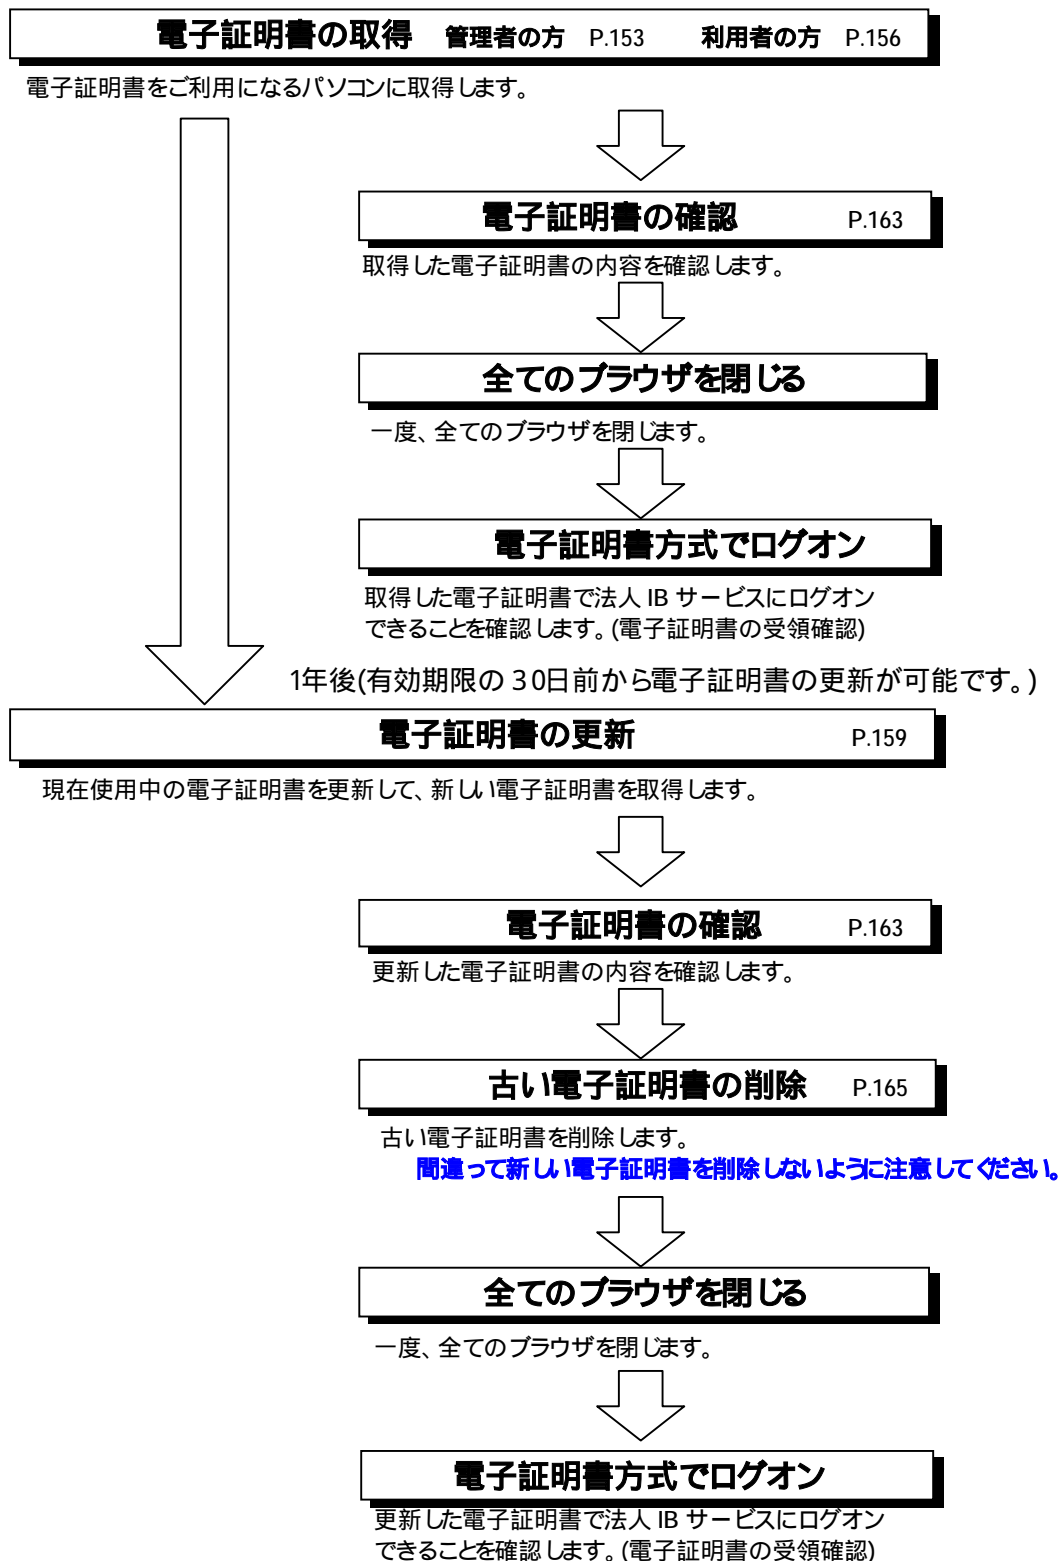 電子証明書の取得 管理者の方 P.153 利用者の方 P.156
電子証明書をご利用になるパソコンに取得します。
電子証明書の確認 P.163
取得した電子証明書の内容を確認します。
全てのブラウザを閉じる
一度、全てのブラウザを閉じます。
電子証明書方式でログオン
取得した電子証明書で法人 IB サービスにログオン
できることを確認します。(電子証明書の受領確認)
1年後(有効期限の30日前から電子証明書の更新が可能です。)
電子証明書の更新 P.159
現在使用中の電子証明書を更新して、新しい電子証明書を取得します。
電子証明書の確認 P.163
更新した電子証明書の内容を確認します。
古い電子証明書の削除 P.165
古い電子証明書を削除します。
間違って新しい電子証明書を削除しないように注意してください。
全てのブラウザを閉じる
一度、全てのブラウザを閉じます。
電子証明書方式でログオン
更新した電子証明書で法人 IB サービスにログオン
できることを確認します。(電子証明書の受領確認)